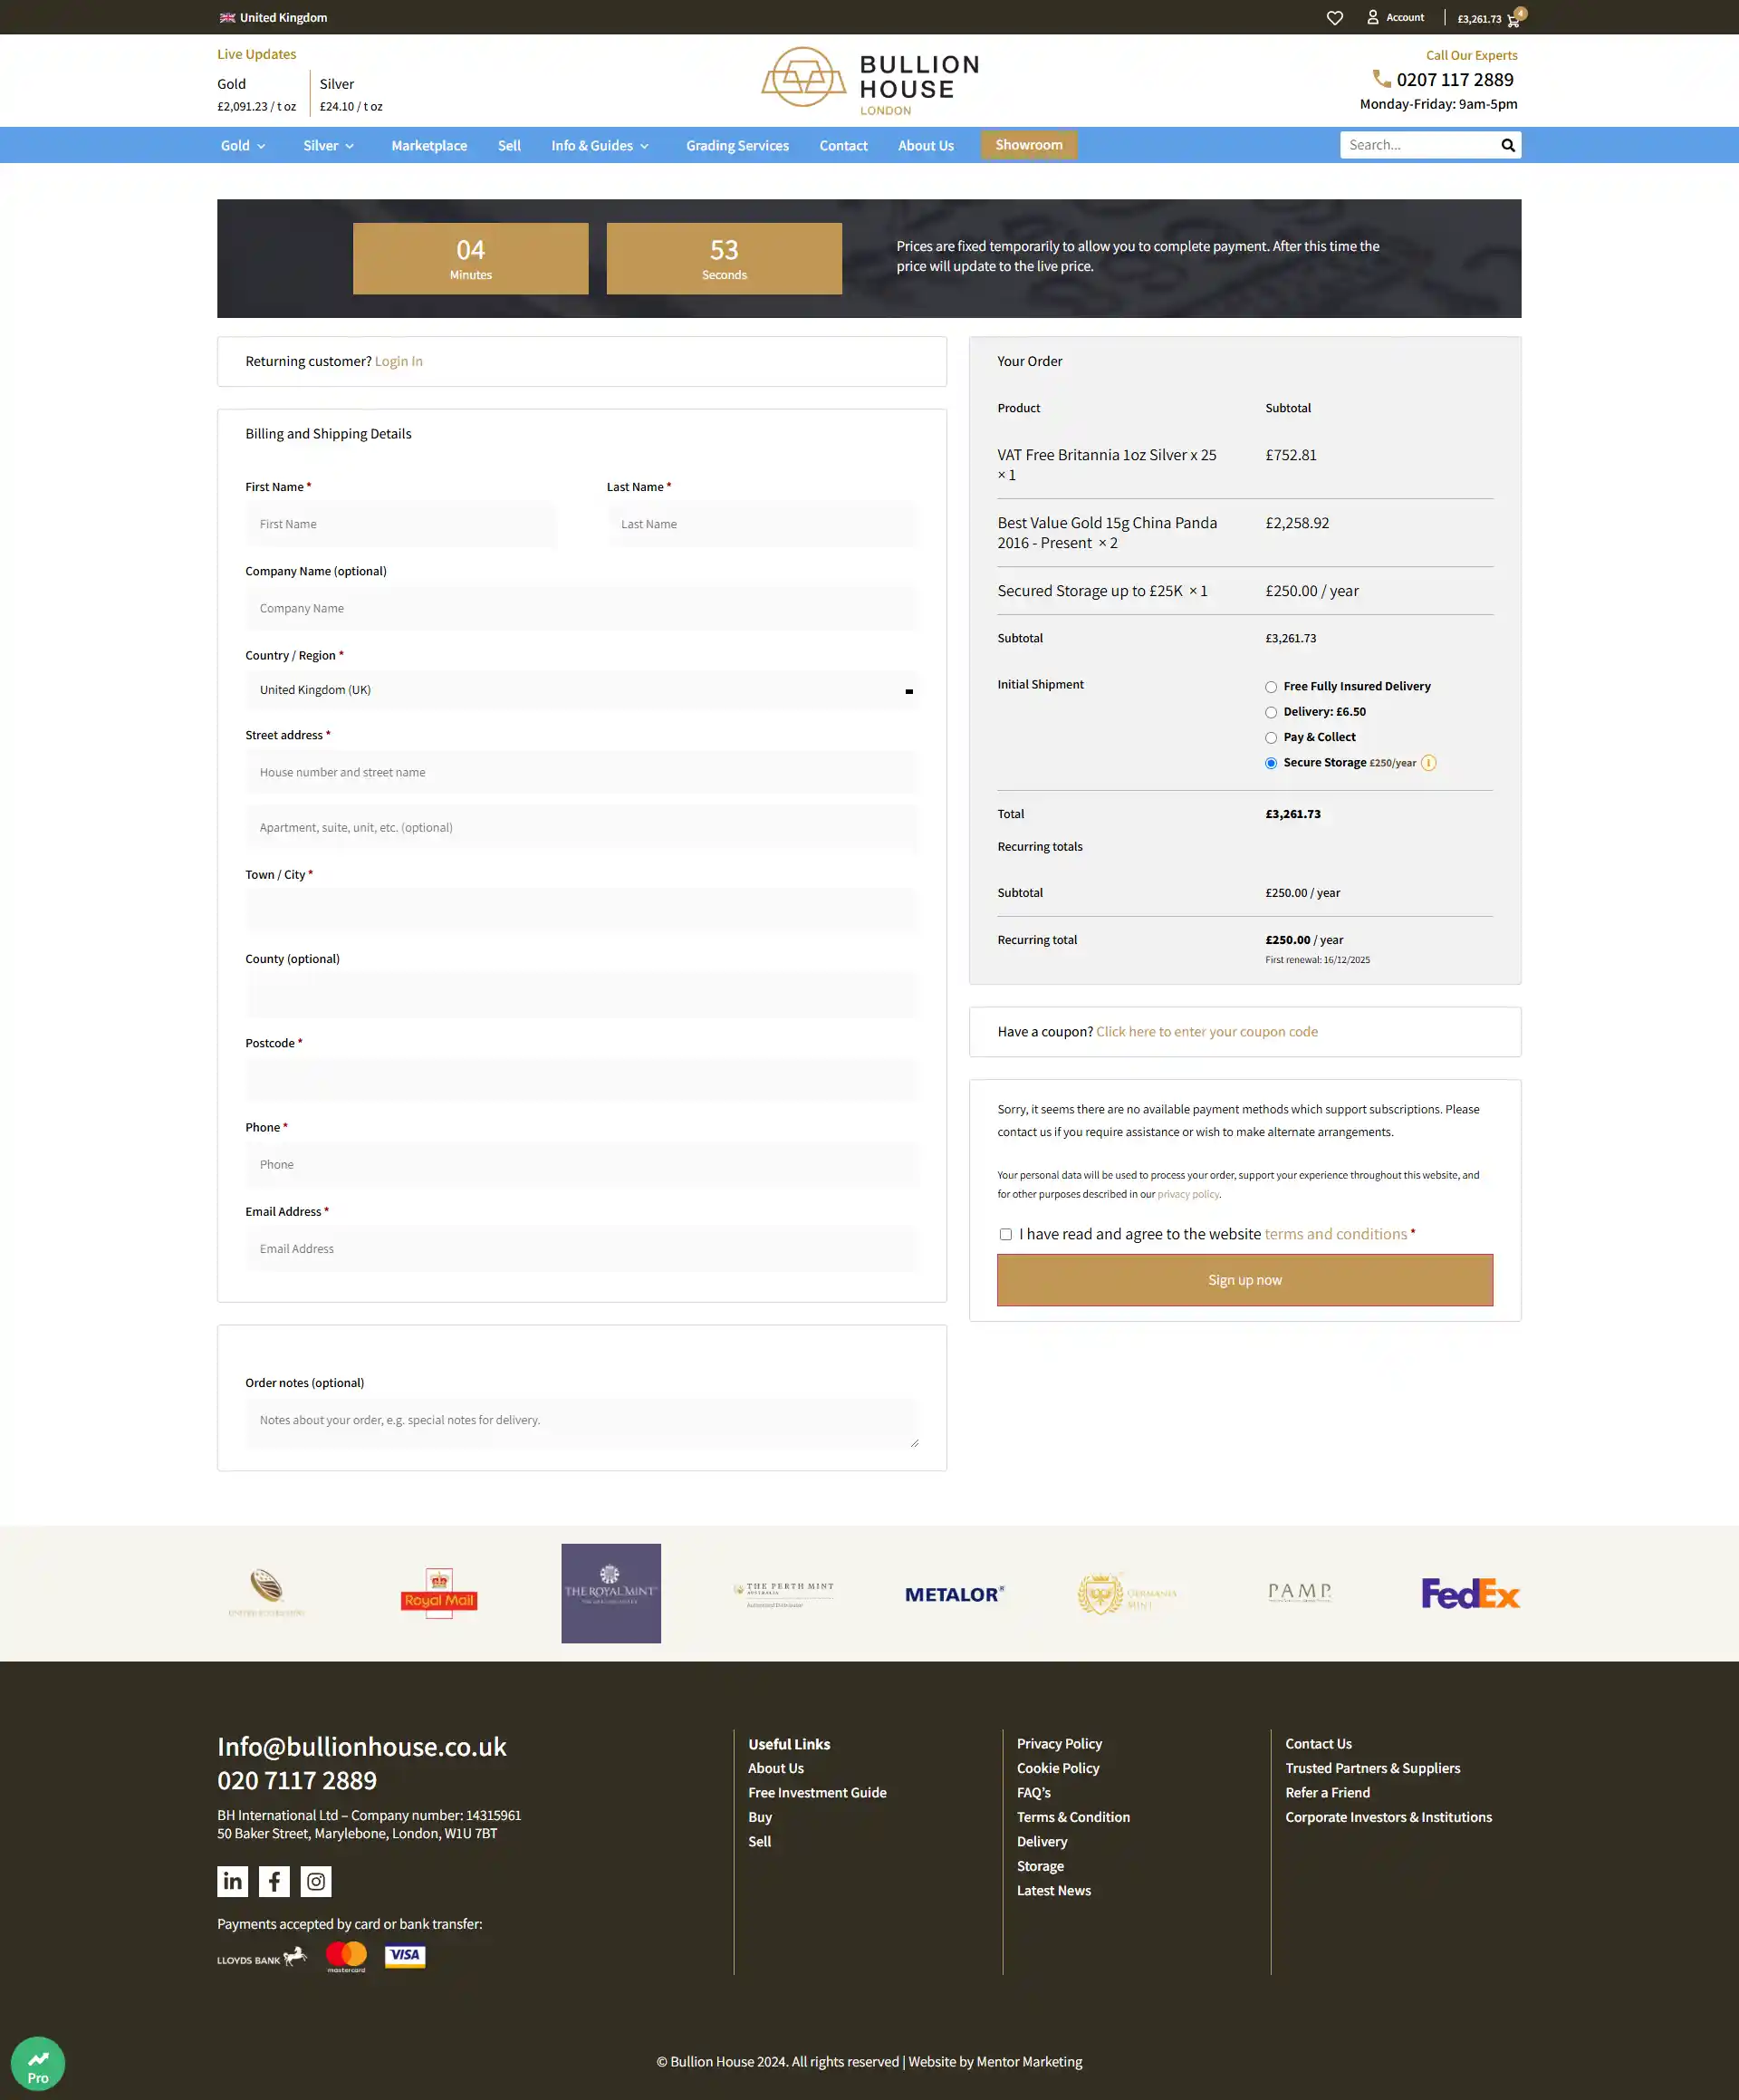 United Kingdom
Account
£3,261.73
4
Live Updates
Gold
Silver
£2,091.23 / t oz
£24.10 / t oz
BULLION
HOUSE
LONDON
Call Our Experts
0207 117 2889
Monday-Friday: 9am-5pm
Gold
Silver
Marketplace
Sell
Info & Guides
Grading Services
Contact
About Us
Showroom
Search...
04
Minutes
53
Seconds
Prices are fixed temporarily to allow you to complete payment. After this time the
price will update to the live price.
Returning customer? Login In
Billing and Shipping Details
First Name *
Last Name *
First Name
Last Name
Company Name (optional)
Company Name
Country / Region *
United Kingdom (UK)
Street address *
House number and street name
Apartment, suite, unit, etc. (optional)
Town / City *
County (optional)
Postcode *
Phone *
Phone
Email Address *
Email Address
Order notes (optional)
Notes about your order, e.g. special notes for delivery.
Your Order
Product
Subtotal
VAT Free Britannia 1oz Silver x 25
× 1
£752.81
Best Value Gold 15g China Panda
2016 - Present × 2
£2,258.92
Secured Storage up to £25K × 1
£250.00 / year
Subtotal
£3,261.73
Initial Shipment
Free Fully Insured Delivery
Delivery: £6.50
Pay & Collect
Secure Storage £250/year
Total
£3,261.73
Recurring totals
Subtotal
£250.00 / year
Recurring total
£250.00 / year
First renewal: 16/12/2025
Have a coupon? Click here to enter your coupon code
Sorry, it seems there are no available payment methods which support subscriptions. Please
contact us if you require assistance or wish to make alternate arrangements.
Your personal data will be used to process your order, support your experience throughout this website, and
for other purposes described in our privacy policy.
I have read and agree to the website terms and conditions *
Sign up now
Royal Mail
THE ROYAL MINT
THE PERTH MINT
AUSTRALIA
METALOR
GERMANIA
MINT
PAMP
FedEx
Info@bullionhouse.co.uk
020 7117 2889
BH International Ltd – Company number: 14315961
50 Baker Street, Marylebone, London, W1U 7BT
Payments accepted by card or bank transfer:
LLOYDS BANK
mastercard
VISA
Useful Links
About Us
Free Investment Guide
Buy
Sell
Privacy Policy
Cookie Policy
FAQ's
Terms & Condition
Delivery
Storage
Latest News
Contact Us
Trusted Partners & Suppliers
Refer a Friend
Corporate Investors & Institutions
Pro
© Bullion House 2024. All rights reserved | Website by Mentor Marketing